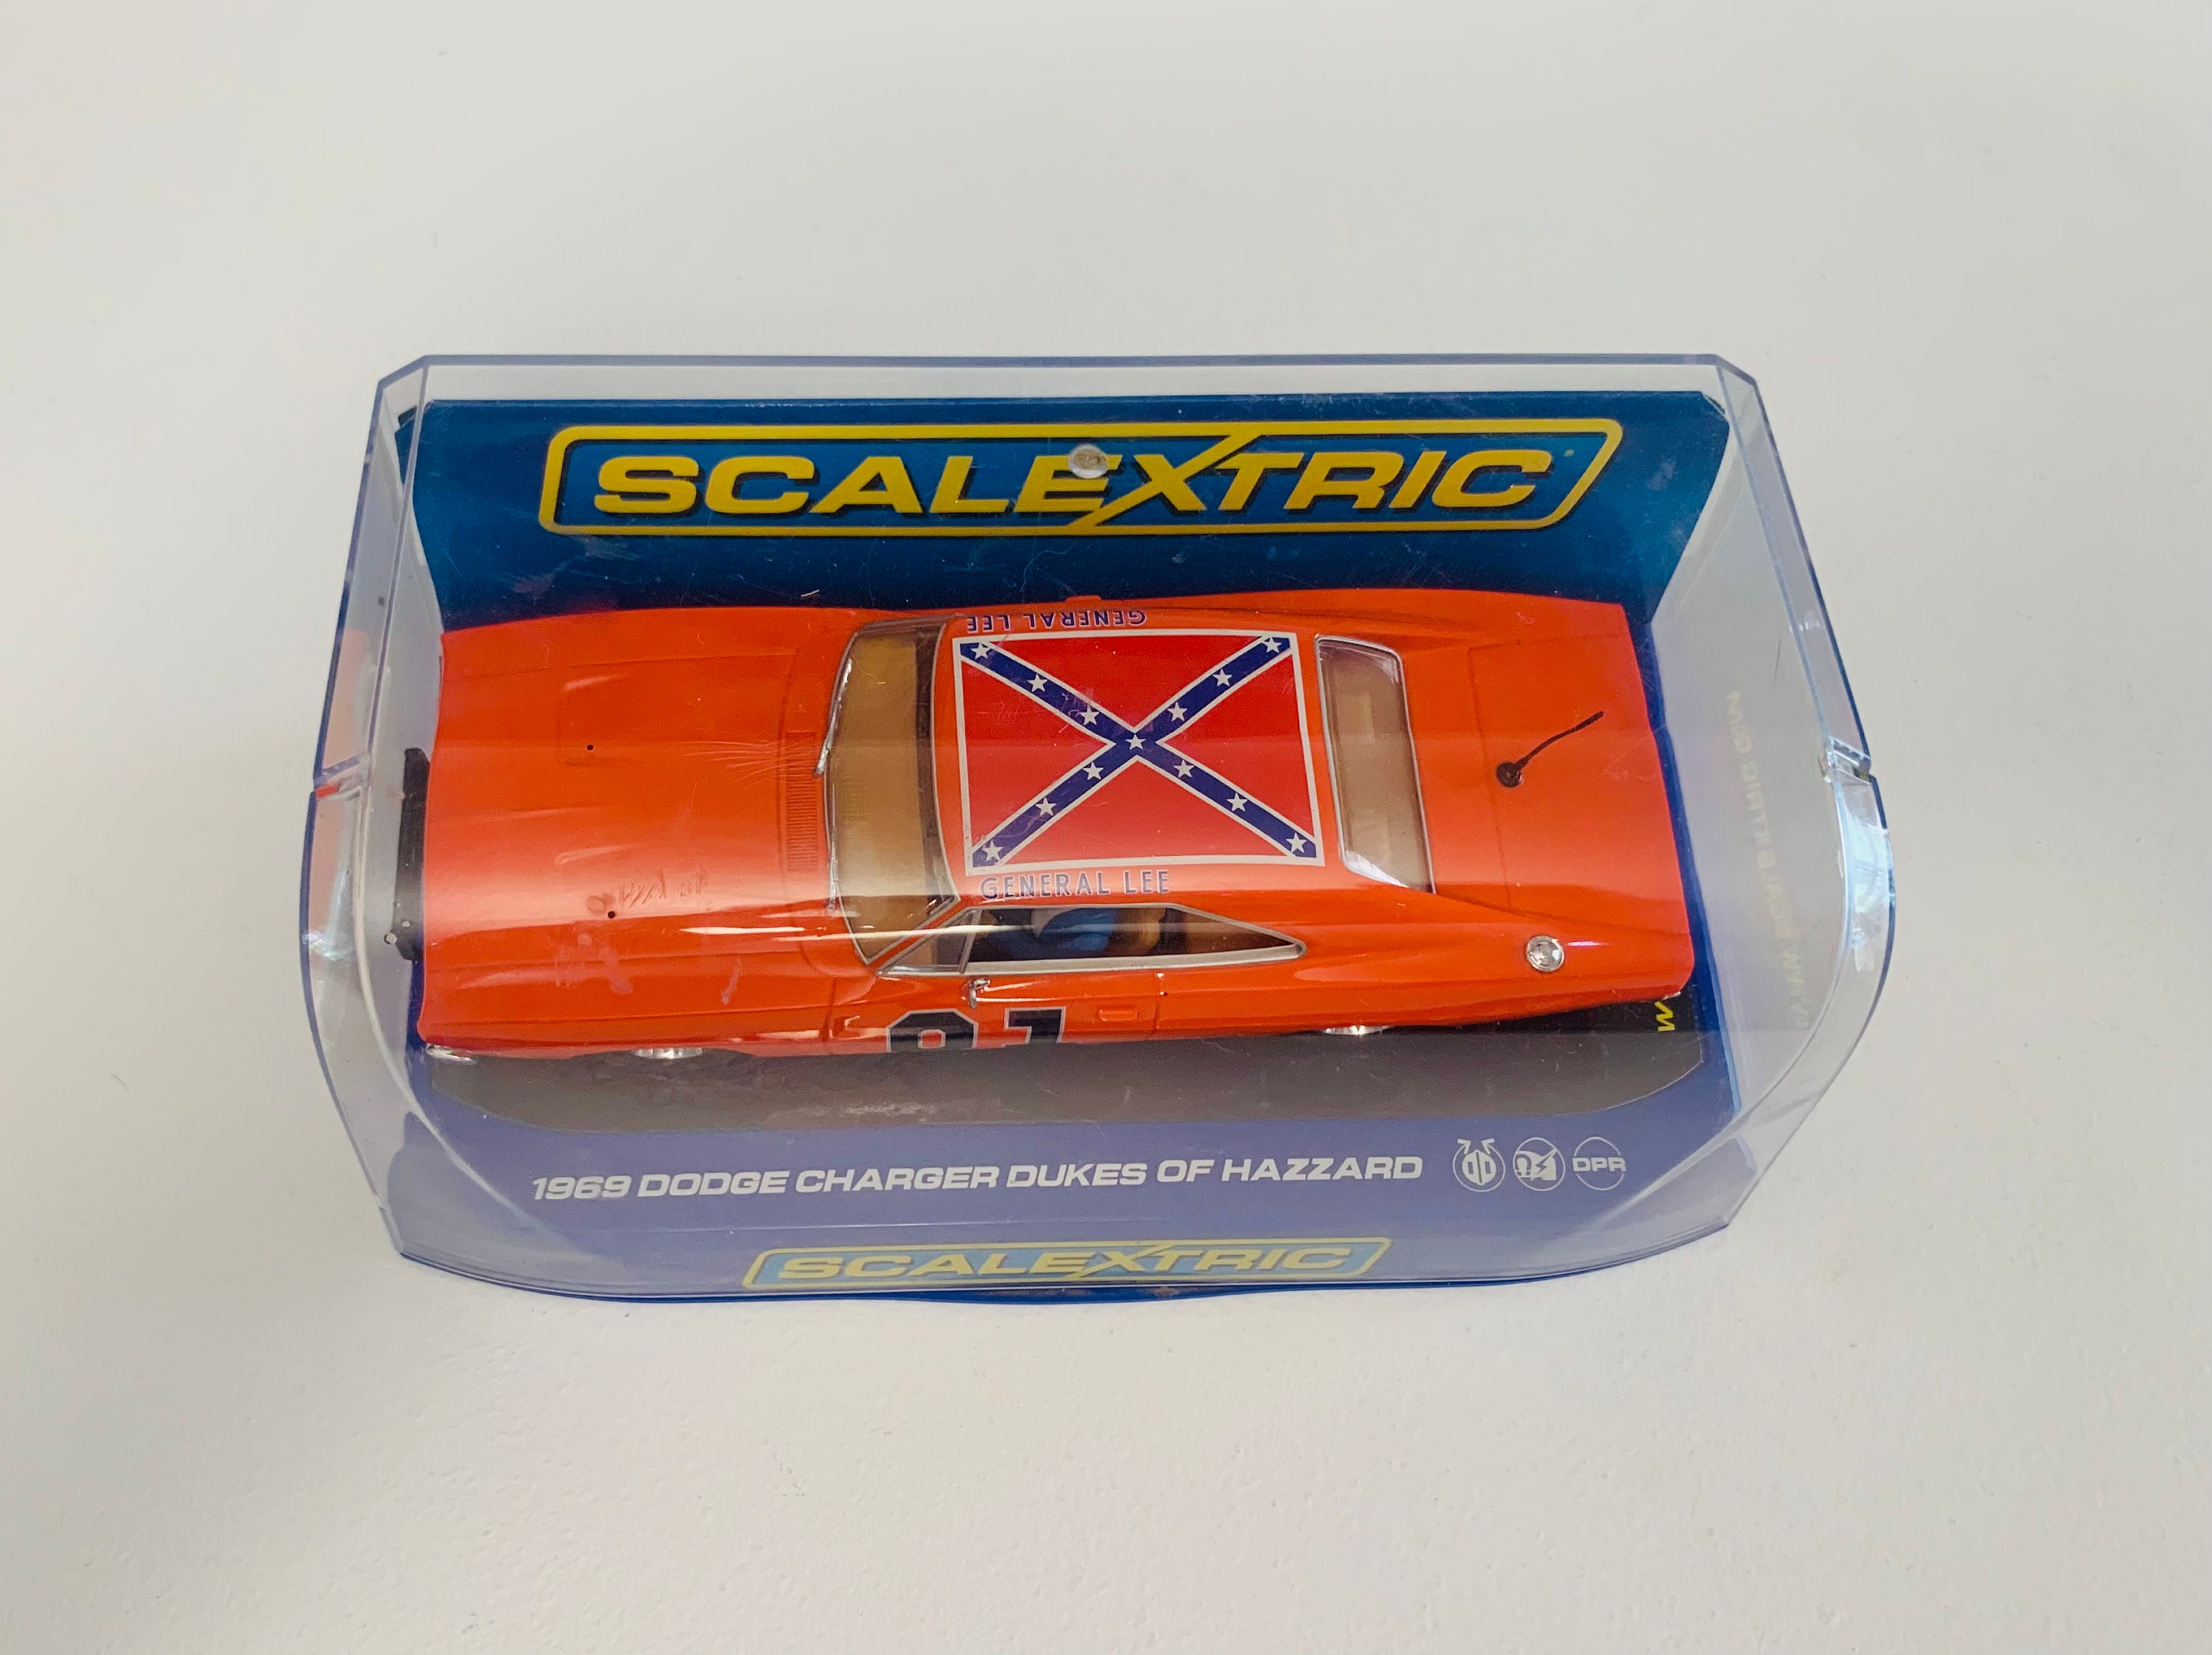 SCALEXTRIC
GENERAL LEE
GENERAL LEE
01
1969 DODGE CHARGER DUKES OF HAZZARD DPR
SCALEXTRIC